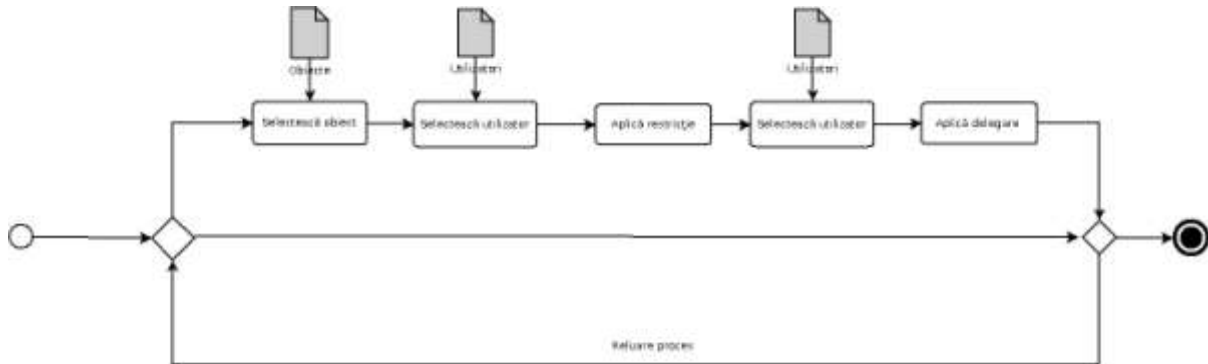 Obiecte
Utilizatori
Utilizatori
Selectează obiect
Selectează utilizator
Aplică restricție
Selectează utilizator
Aplică delegare
Reluare proces